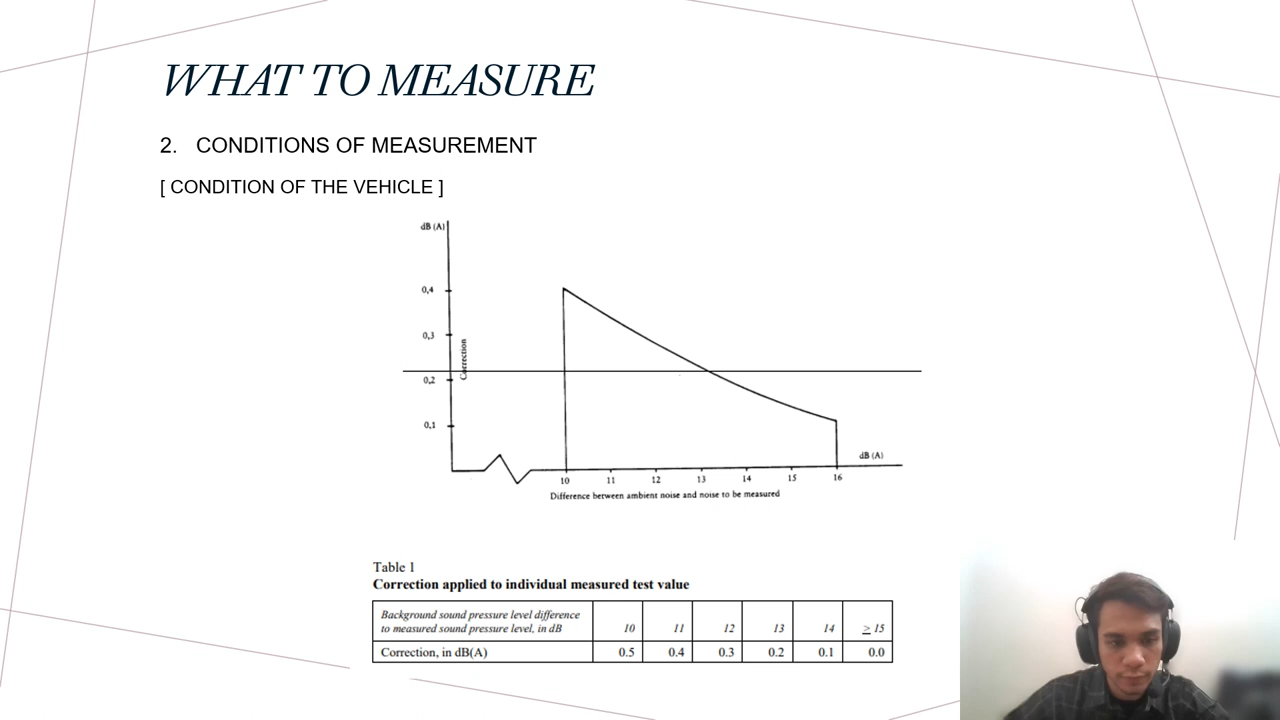 WHAT TO MEASURE
2. CONDITIONS OF MEASUREMENT
[ CONDITION OF THE VEHICLE ]
dB (A)
0,4
0,3
Correction
0,2
0,1
dB (A)
10 11 12 13 14 15 16
Difference between ambient noise and noise to be measured
Table 1
Correction applied to individual measured test value
Background sound pressure level difference
to measured sound pressure level, in dB 10 11 12 13 14 ≥ 15
Correction, in dB(A) 0.5 0.4 0.3 0.2 0.1 0.0